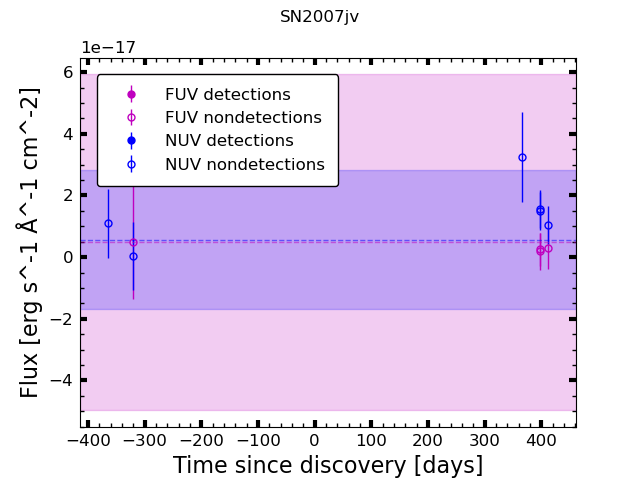 SN2007jv
1e−17
FUV detections
FUV nondetections
NUV detections
NUV nondetections
6
4
2
0
−2
−4
Flux [erg s^-1 Å^-1 cm^-2]
−400 −300 −200 −100 0 100 200 300 400
Time since discovery [days]